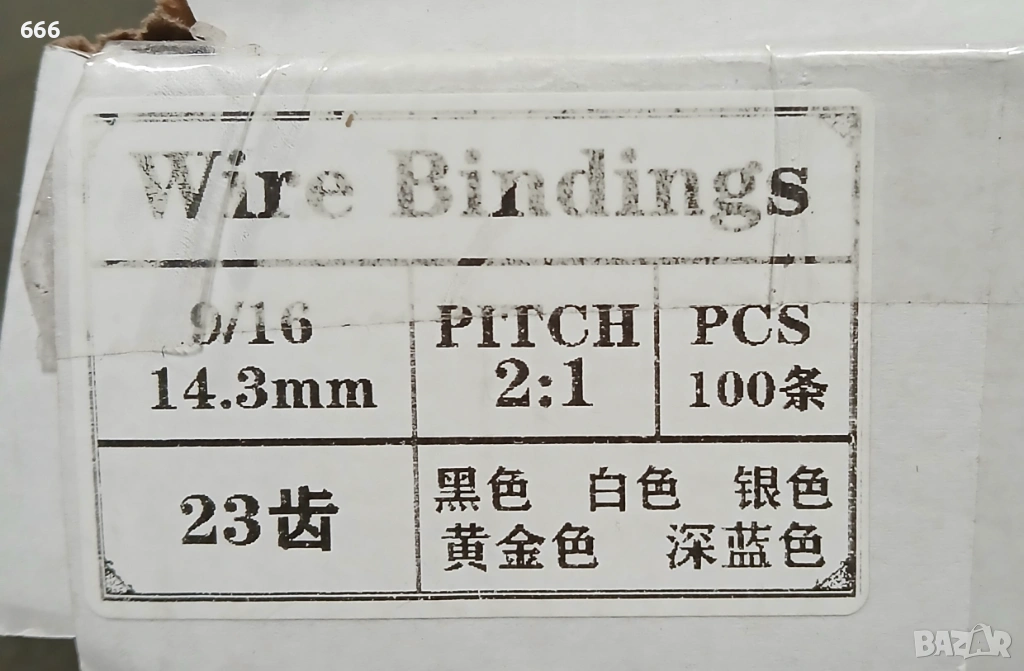 666
Wire Bindings
9/16
14.3mm
PITCH
2:1
PCS
100条
23齿
黑色 白色 银色
黄金色 深蓝色
BAZAR